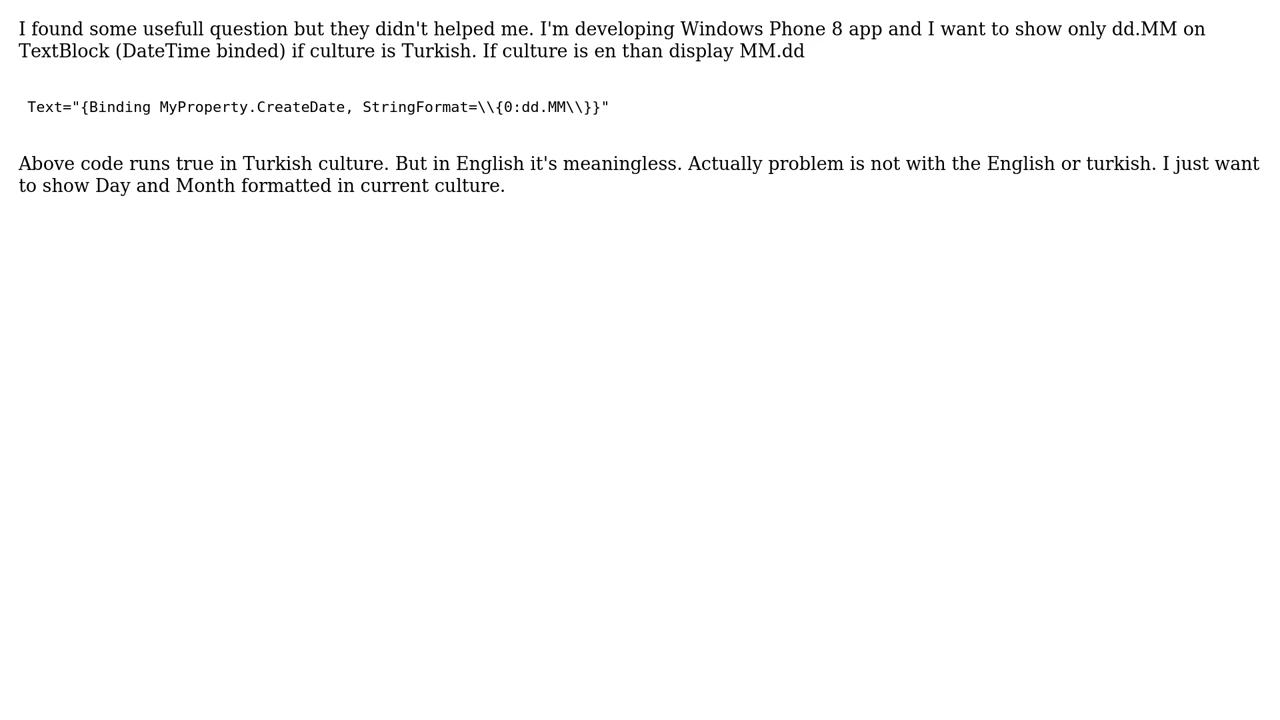 I found some usefull question but they didn't helped me. I'm developing Windows Phone 8 app and I want to show only dd.MM on
TextBlock (DateTime binded) if culture is Turkish. If culture is en than display MM.dd
Text="{Binding MyProperty.CreateDate, StringFormat=\\{0:dd.MM\\}}"
Above code runs true in Turkish culture. But in English it's meaningless. Actually problem is not with the English or turkish. I just want
to show Day and Month formatted in current culture.